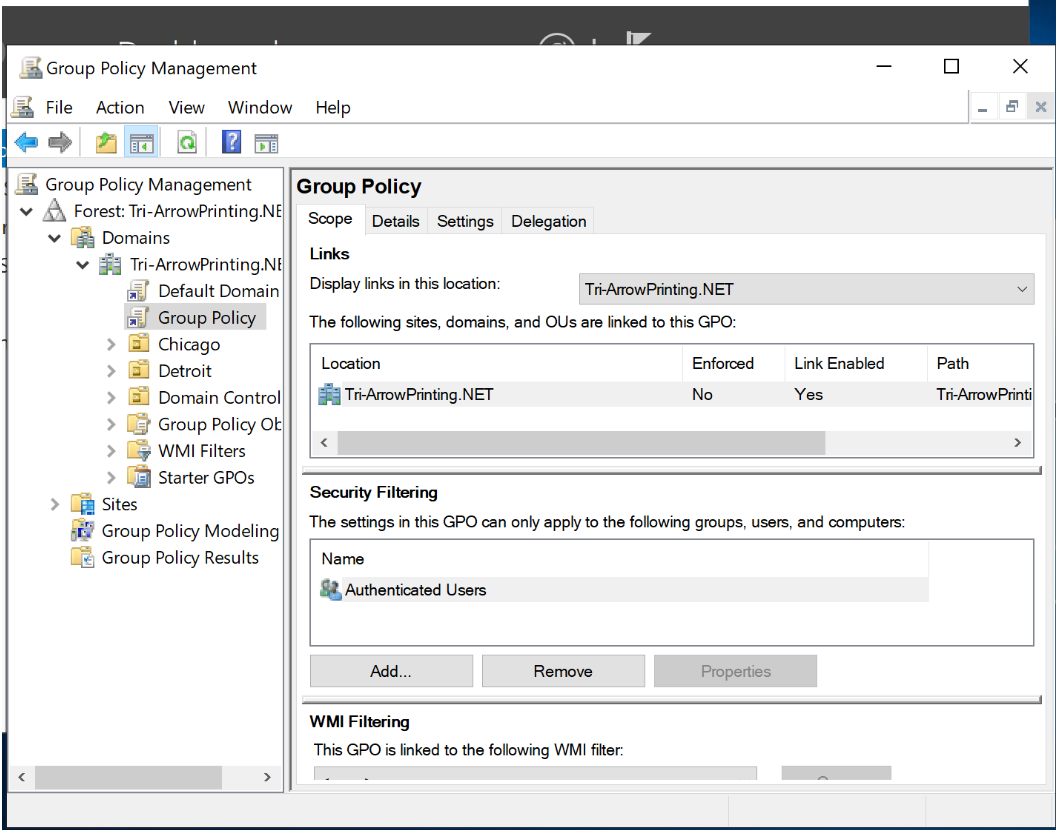 Group Policy Management
File Action View Window Help
Group Policy Management
Forest: Tri-ArrowPrinting.NE
Domains
Tri-ArrowPrinting.NE
Default Domain
Group Policy
Chicago
Detroit
Domain Control
Group Policy Ob
WMI Filters
Starter GPOs
Sites
Group Policy Modeling
Group Policy Results
Group Policy
Scope Details Settings Delegation
Links
Display links in this location: Tri-ArrowPrinting.NET
The following sites, domains, and OUs are linked to this GPO:
Location Enforced Link Enabled Path
Tri-ArrowPrinting.NET No Yes Tri-ArrowPrinti
Security Filtering
The settings in this GPO can only apply to the following groups, users, and computers:
Name
Authenticated Users
Add... Remove Properties
WMI Filtering
This GPO is linked to the following WMI filter: